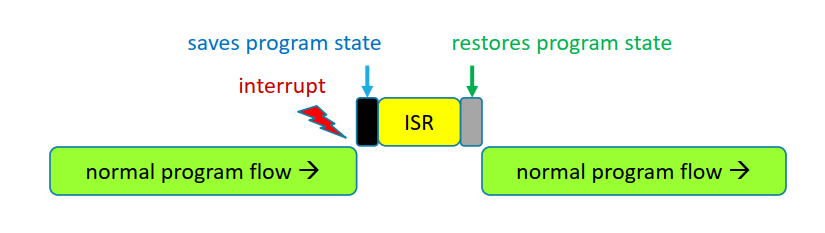 saves program state
restores program state
interrupt
ISR
normal program flow →
normal program flow →